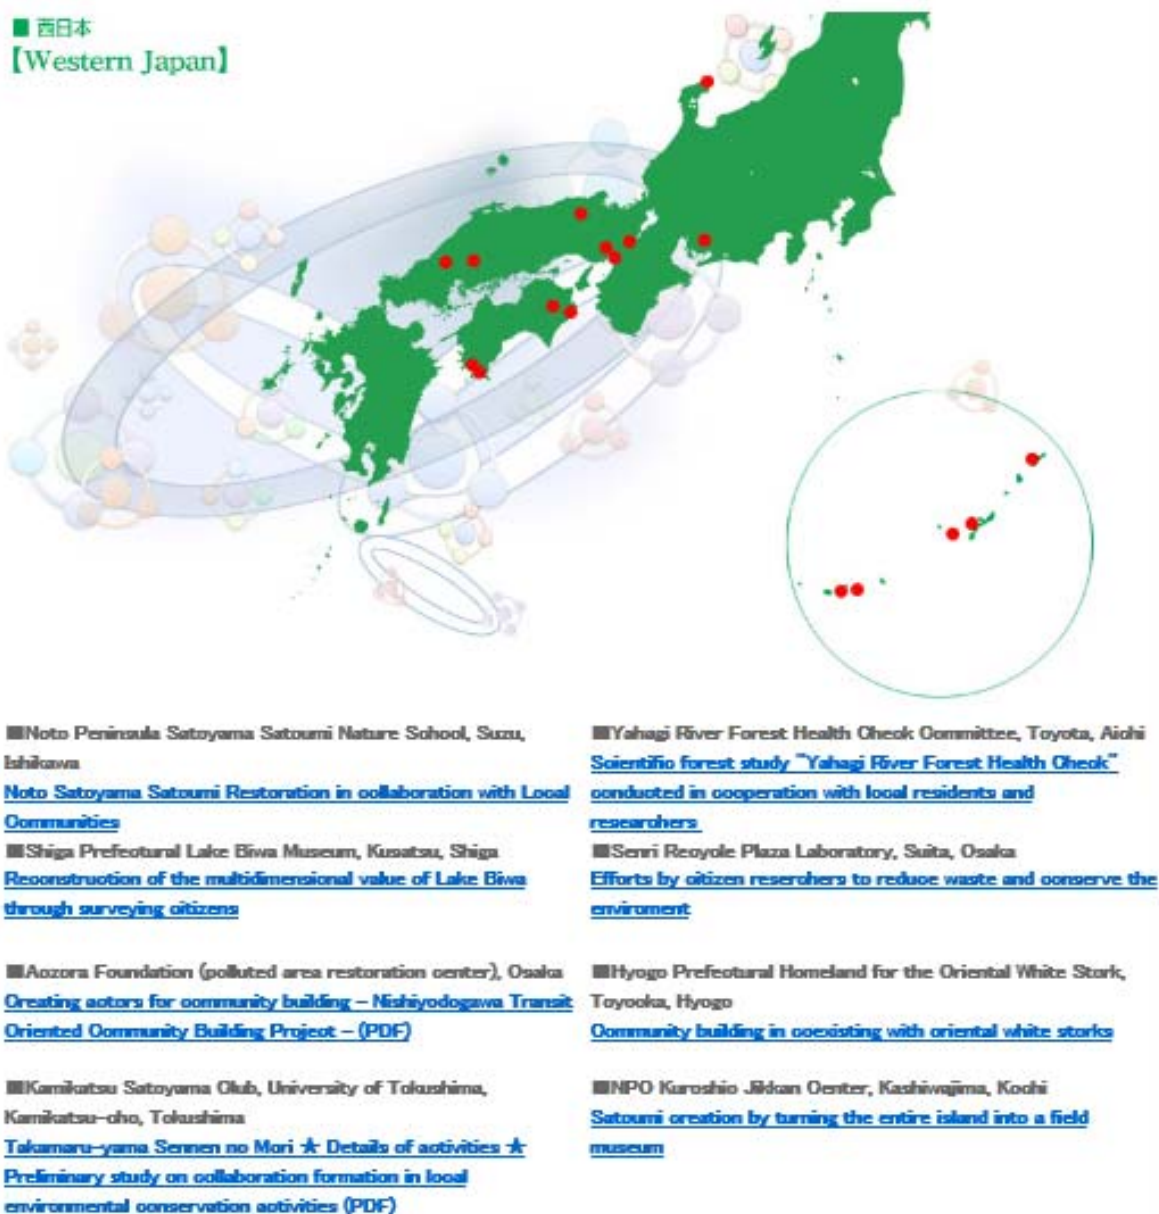 ■ 西日本
【Western Japan】
■Noto Peninsula Satoyama Satoumi Nature School, Suzu,
Ishikawa
Noto Satoyama Satoumi Restoration in collaboration with Local
Communities
■Shiga Prefectural Lake Biwa Museum, Kusatsu, Shiga
Reconstruction of the multidimensional value of Lake Biwa
through surveying citizens
■Aozora Foundation (polluted area restoration center), Osaka
Creating actors for community building – Nishiyodogawa Transit
Oriented Community Building Project – (PDF)
■Kamikatsu Satoyama Club, University of Tokushima,
Kamikatsu-cho, Tokushima
Takamaru-yama Sennen no Mori ★ Details of activities ★
Preliminary study on collaboration formation in local
environmental conservation activities (PDF)
■Yahagi River Forest Health Check Committee, Toyota, Aichi
Scientific forest study "Yahagi River Forest Health Check"
conducted in cooperation with local residents and
researchers
■Senri Recycle Plaza Laboratory, Suita, Osaka
Efforts by citizen reserchers to reduce waste and conserve the
enviroment
■Hyogo Prefectural Homeland for the Oriental White Stork,
Toyooka, Hyogo
Community building in coexisting with oriental white storks
■NPO Kuroshio Jikkan Center, Kashiwajima, Kochi
Satoumi creation by turning the entire island into a field
museum